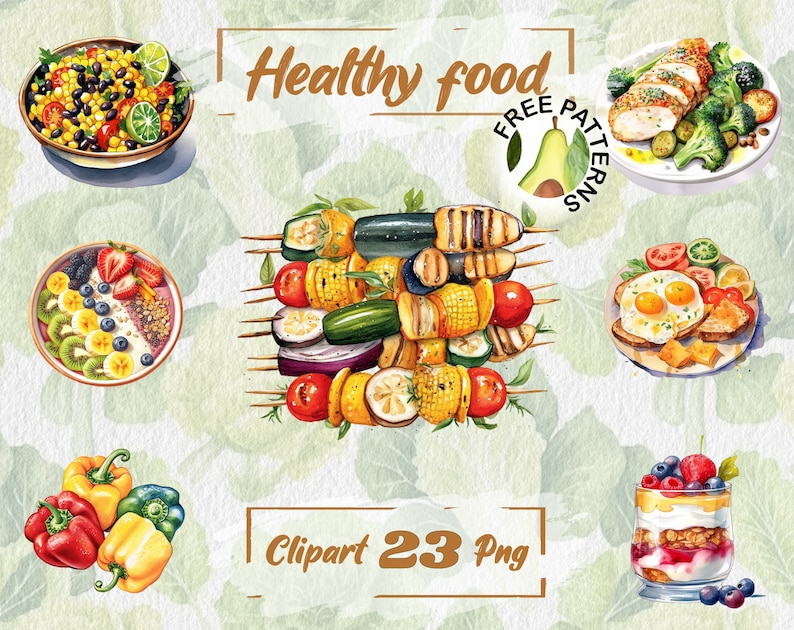 Healthy food
FREE PATTERNS
Clipart 23 Png